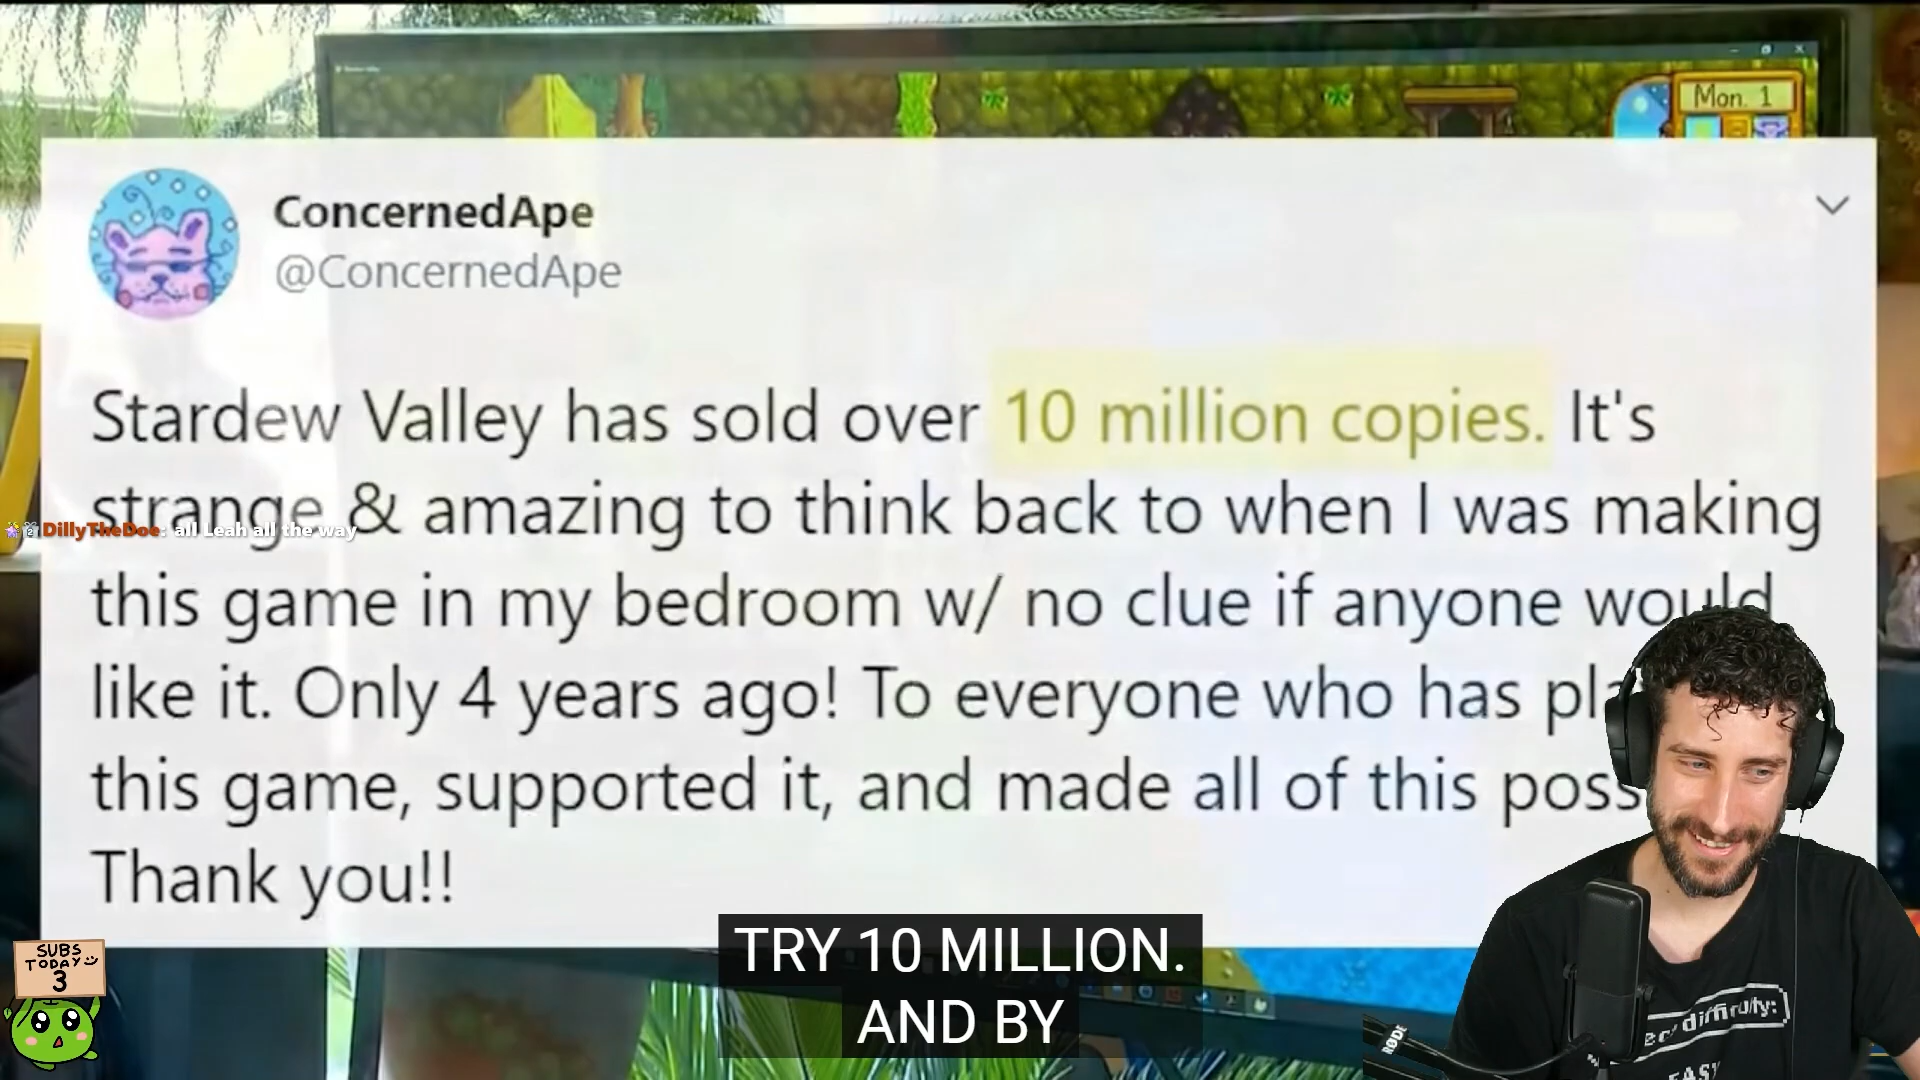 Mon. 1
ConcernedApe
@ConcernedApe
Stardew Valley has sold over 10 million copies. It's
strange & amazing to think back to when I was making
DillyTheDoe: all Leah all the way
this game in my bedroom w/ no clue if anyone would
like it. Only 4 years ago! To everyone who has pla
this game, supported it, and made all of this poss
Thank you!!
TRY 10 MILLION.
AND BY
SUBS
TODAY
3
RØDE
difficulty:
EASY